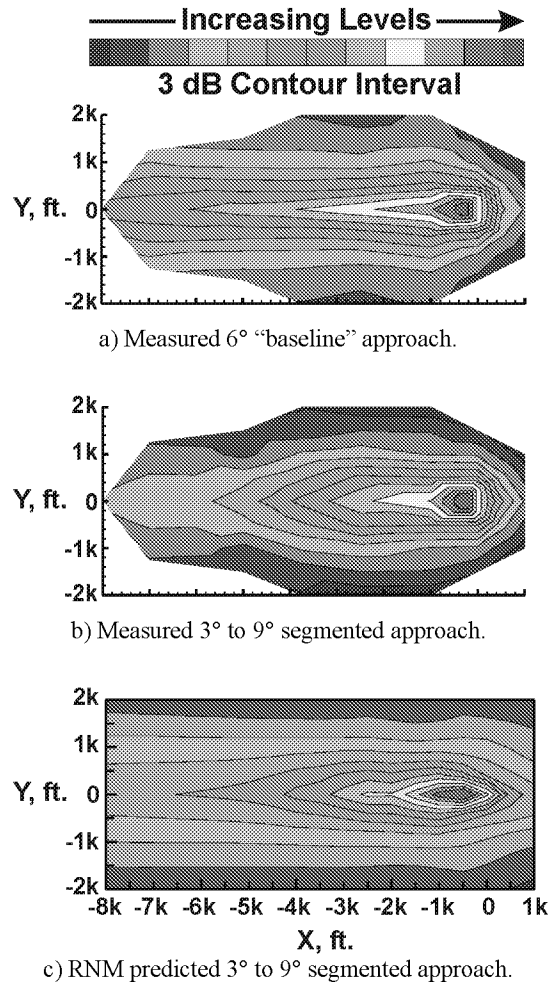 Increasing Levels
3 dB Contour Interval
2k
1k
Y, ft. 0
-1k
-2k
a) Measured 6° “baseline” approach.
2k
1k
Y, ft. 0
-1k
-2k
b) Measured 3° to 9° segmented approach.
2k
1k
Y, ft. 0
-1k
-2k
-8k -7k -6k -5k -4k -3k -2k -1k 0 1k
X, ft.
c) RNM predicted 3° to 9° segmented approach.